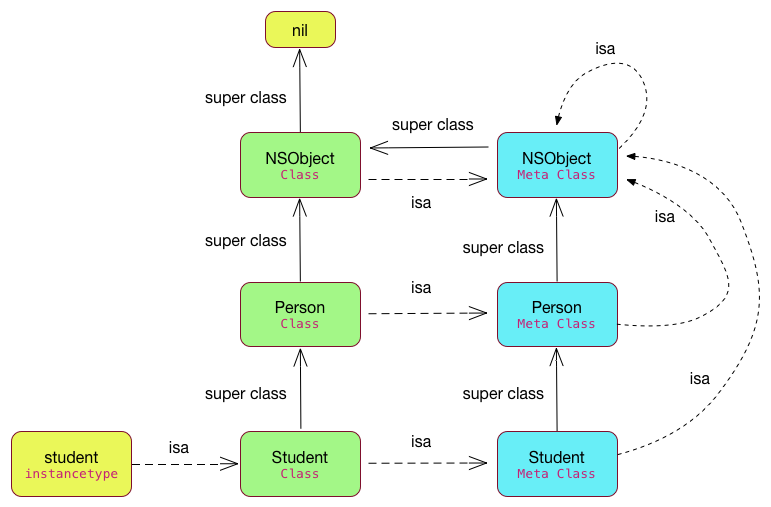 nil
isa
super class
super class
NSObject
Class
NSObject
Meta Class
isa
isa
super class
super class
isa
Person
Class
Person
Meta Class
isa
super class
super class
student
instancetype
isa
Student
Class
isa
Student
Meta Class